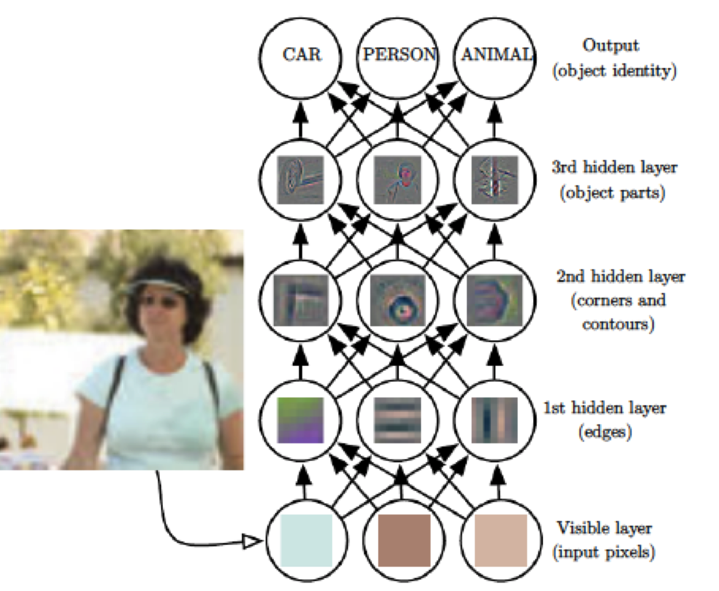 CAR
PERSON
ANIMAL
Output
(object identity)
3rd hidden layer
(object parts)
2nd hidden layer
(corners and
contours)
1st hidden layer
(edges)
Visible layer
(input pixels)